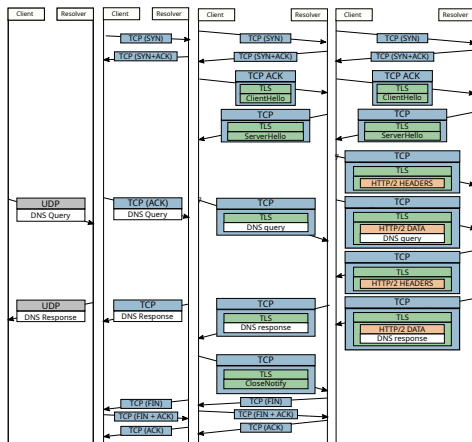 Client
Resolver
UDP
DNS Query
UDP
DNS Response
Client
Resolver
TCP (SYN)
TCP (SYN+ACK)
TCP (ACK)
DNS Query
TCP
DNS Response
TCP (FIN)
TCP (FIN + ACK)
TCP (ACK)
Client
Resolver
TCP (SYN)
TCP (SYN+ACK)
TCP ACK
TLS
ClientHello
TCP
TLS
ServerHello
TCP
TLS
DNS query
TCP
TLS
DNS response
TCP
TLS
CloseNotify
TCP (FIN)
TCP (FIN + ACK)
TCP (ACK)
Client
Resolver
TCP (SYN)
TCP (SYN+ACK)
TCP ACK
TLS
ClientHello
TCP
TLS
ServerHello
TCP
TLS
HTTP/2 HEADERS
TCP
TLS
HTTP/2 DATA
DNS query
TCP
TLS
HTTP/2 HEADERS
TCP
TLS
HTTP/2 DATA
DNS response